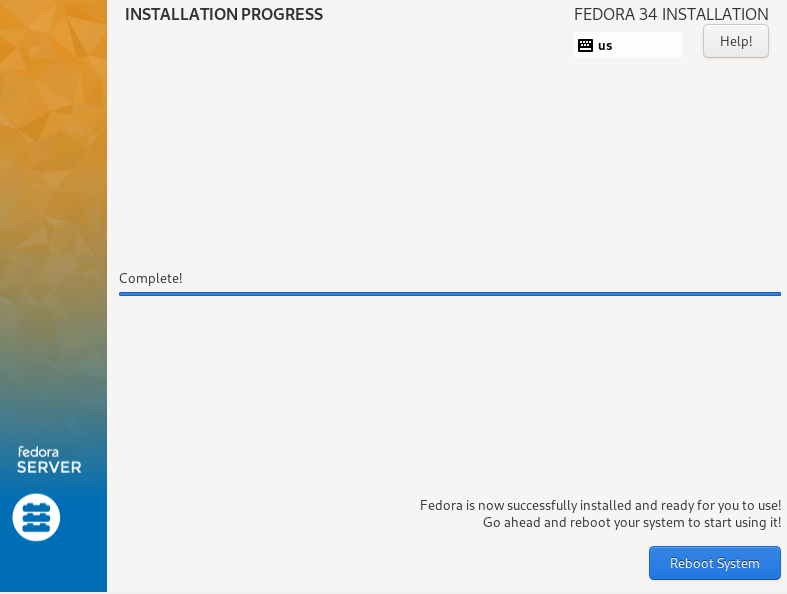 INSTALLATION PROGRESS
FEDORA 34 INSTALLATION
us
Help!
Complete!
fedora
SERVER
Fedora is now successfully installed and ready for you to use!
Go ahead and reboot your system to start using it!
Reboot System